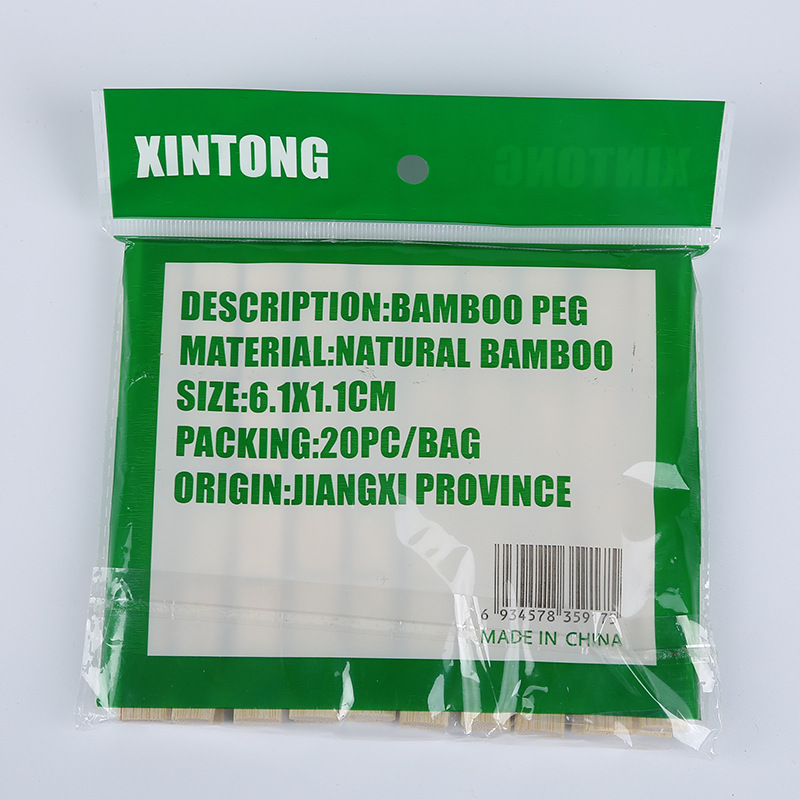 XINTONG
DESCRIPTION:BAMBOO PEG
MATERIAL:NATURAL BAMBOO
SIZE:6.1X1.1CM
PACKING:20PC/BAG
ORIGIN:JIANGXI PROVINCE
6 934578
MADE IN CHINA